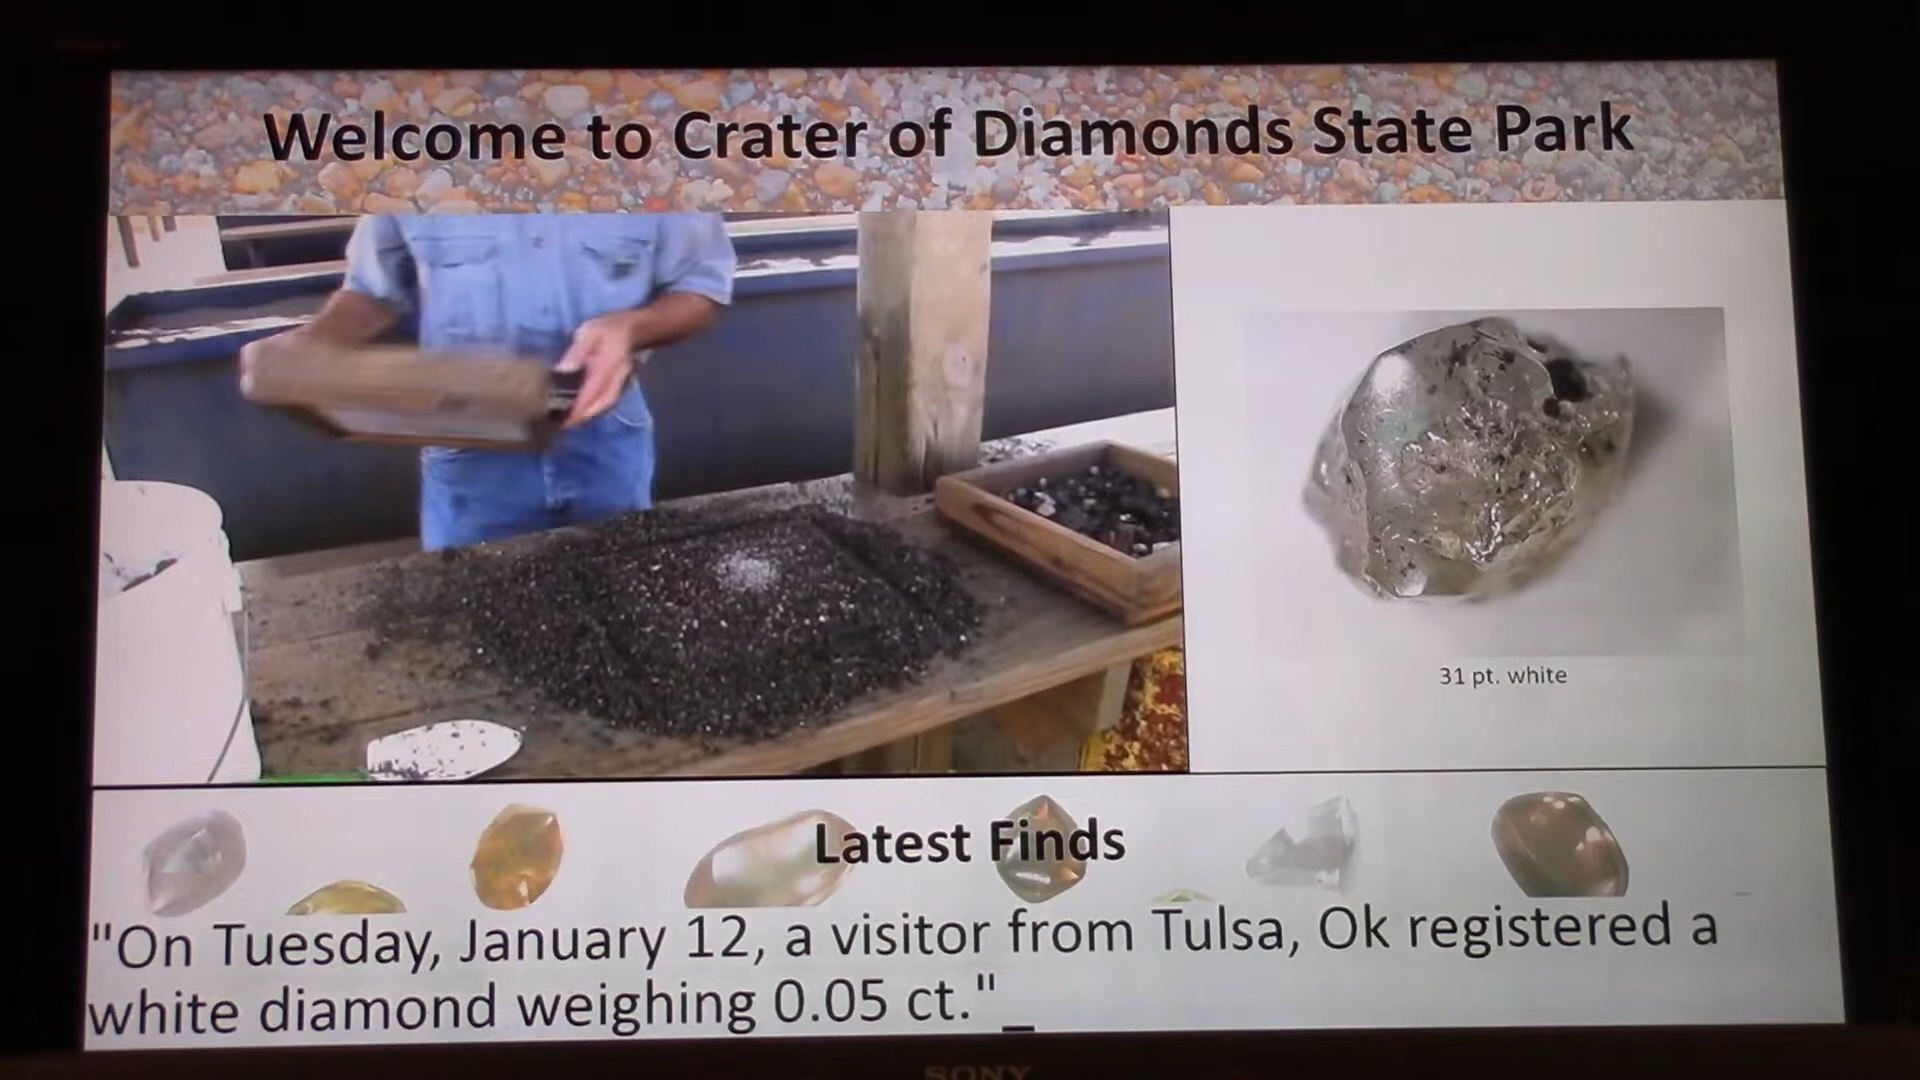 Welcome to Crater of Diamonds State Park
31 pt. white
Latest Finds
"On Tuesday, January 12, a visitor from Tulsa, Ok registered a
white diamond weighing 0.05 ct."_
SONY